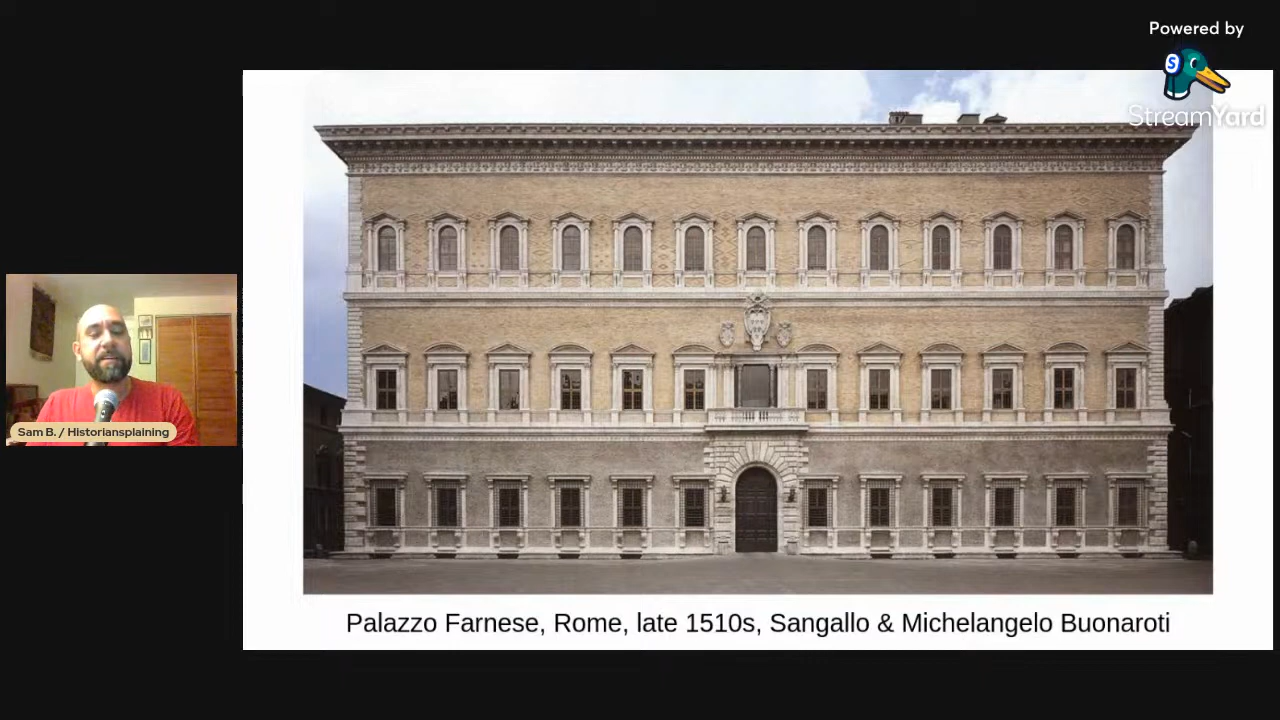 Powered by
S
StreamYard
Sam B. / Historiansplaining
Palazzo Farnese, Rome, late 1510s, Sangallo & Michelangelo Buonaroti